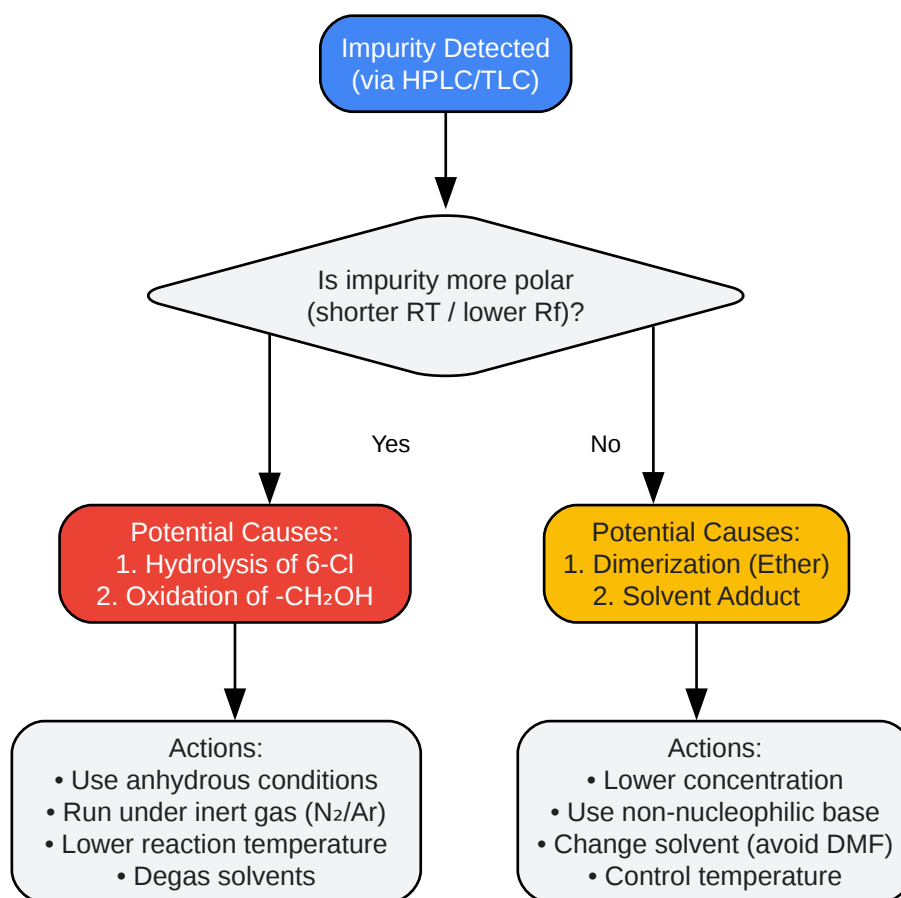 Impurity Detected
(via HPLC/TLC)
Is impurity more polar
(shorter RT / lower Rf)?
Yes
No
Potential Causes:
1. Hydrolysis of 6-Cl
2. Oxidation of -CH₂OH
Potential Causes:
1. Dimerization (Ether)
2. Solvent Adduct
Actions:
• Use anhydrous conditions
• Run under inert gas (N₂/Ar)
• Lower reaction temperature
• Degas solvents
Actions:
• Lower concentration
• Use non-nucleophilic base
• Change solvent (avoid DMF)
• Control temperature